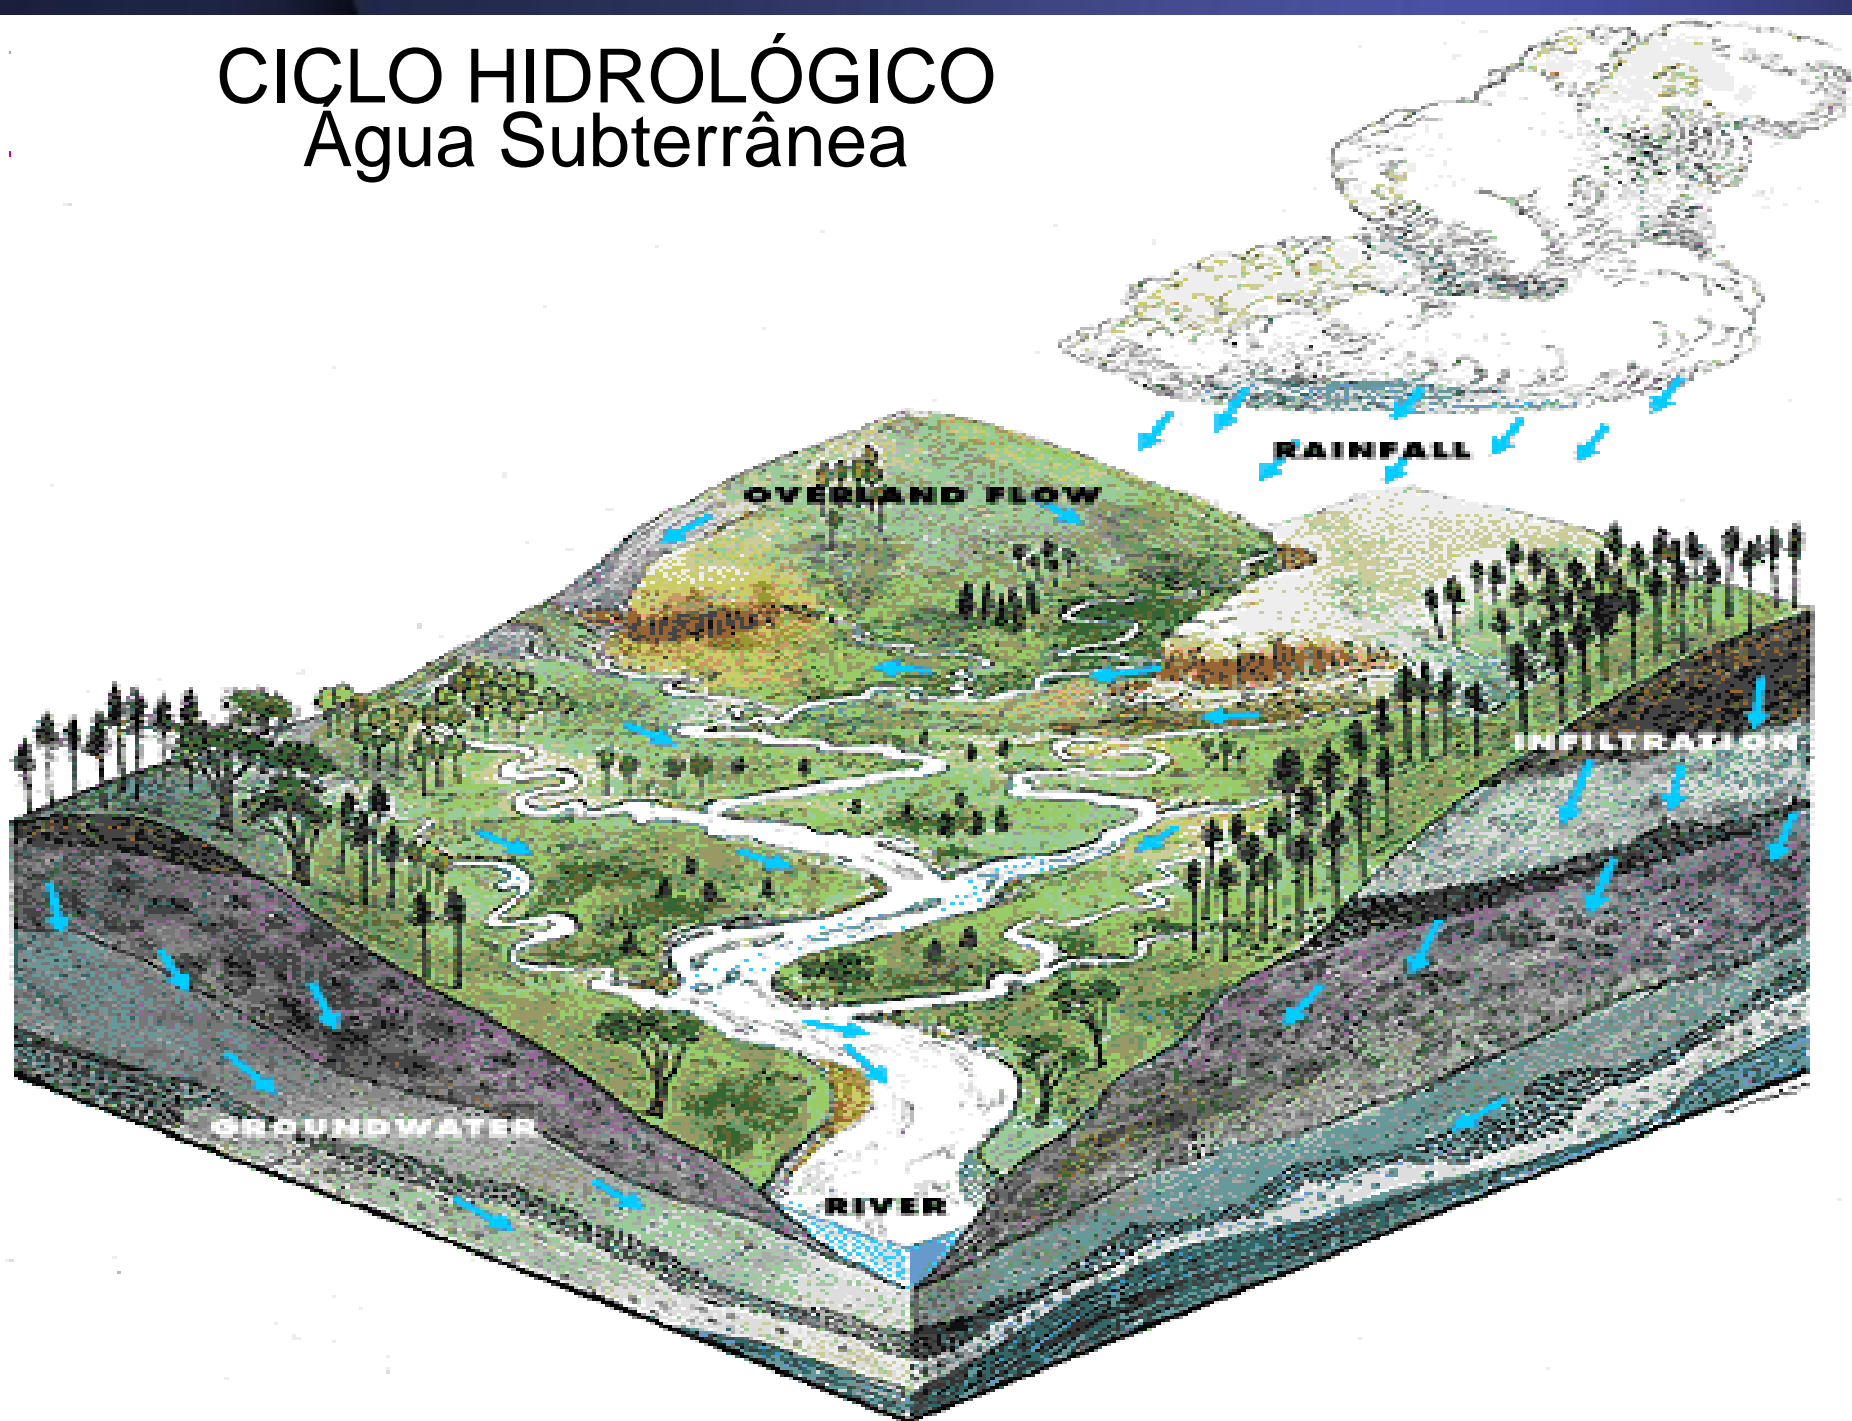 CICLO HIDROLÓGICO
Água Subterrânea
RAINFALL
OVERLAND FLOW
INFILTRATION
GROUNDWATER
RIVER